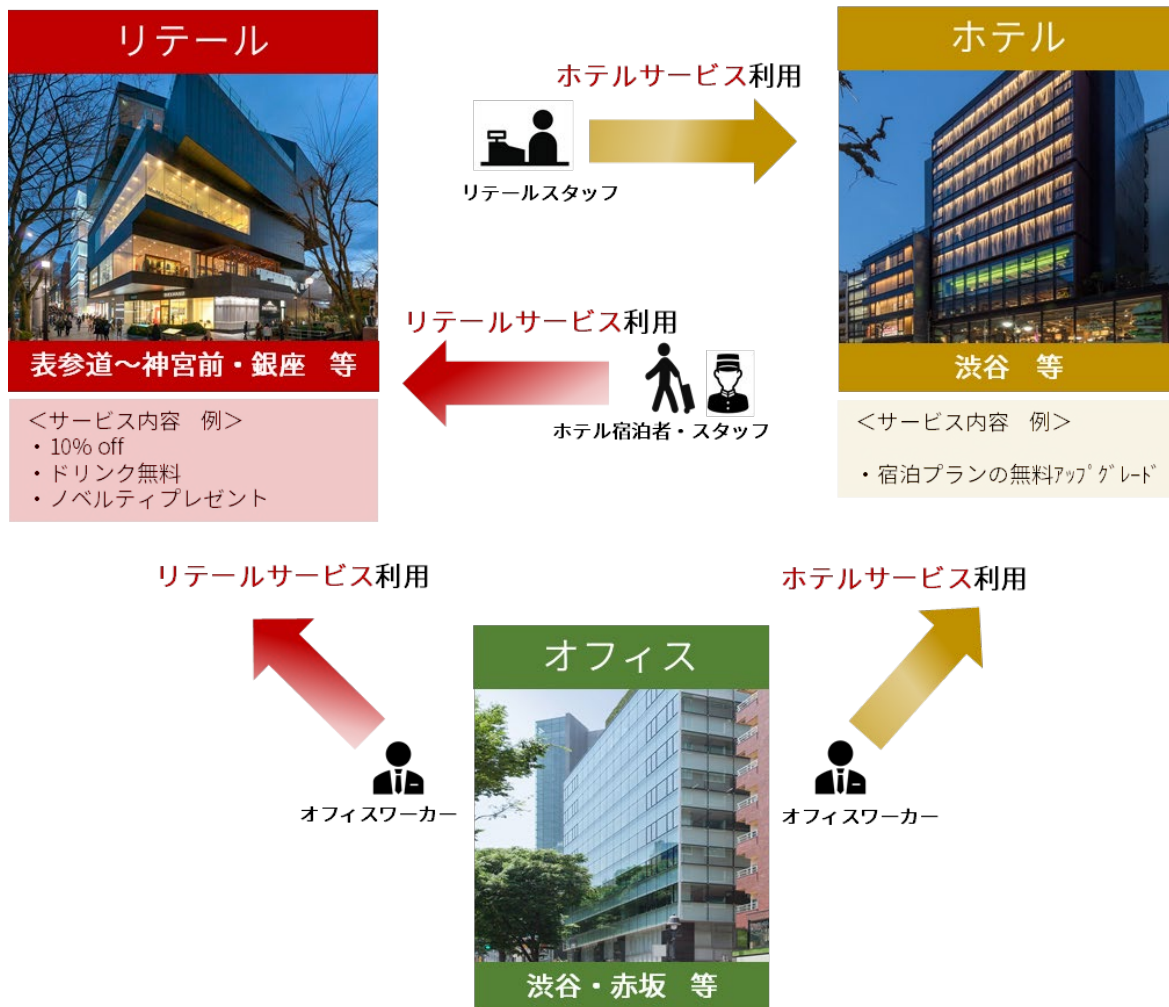 リテール
ホテル
ホテルサービス利用
リテールスタッフ
リテールサービス利用
ホテル宿泊者・スタッフ
表参道～神宮前・銀座　等
渋谷　等
＜サービス内容　例＞
・10% off
・ドリンク無料
・ノベルティプレゼント
＜サービス内容　例＞
・宿泊プランの無料ｱｯﾌﾟｸﾞﾚｰﾄﾞ
リテールサービス利用
ホテルサービス利用
オフィス
オフィスワーカー
オフィスワーカー
渋谷・赤坂　等